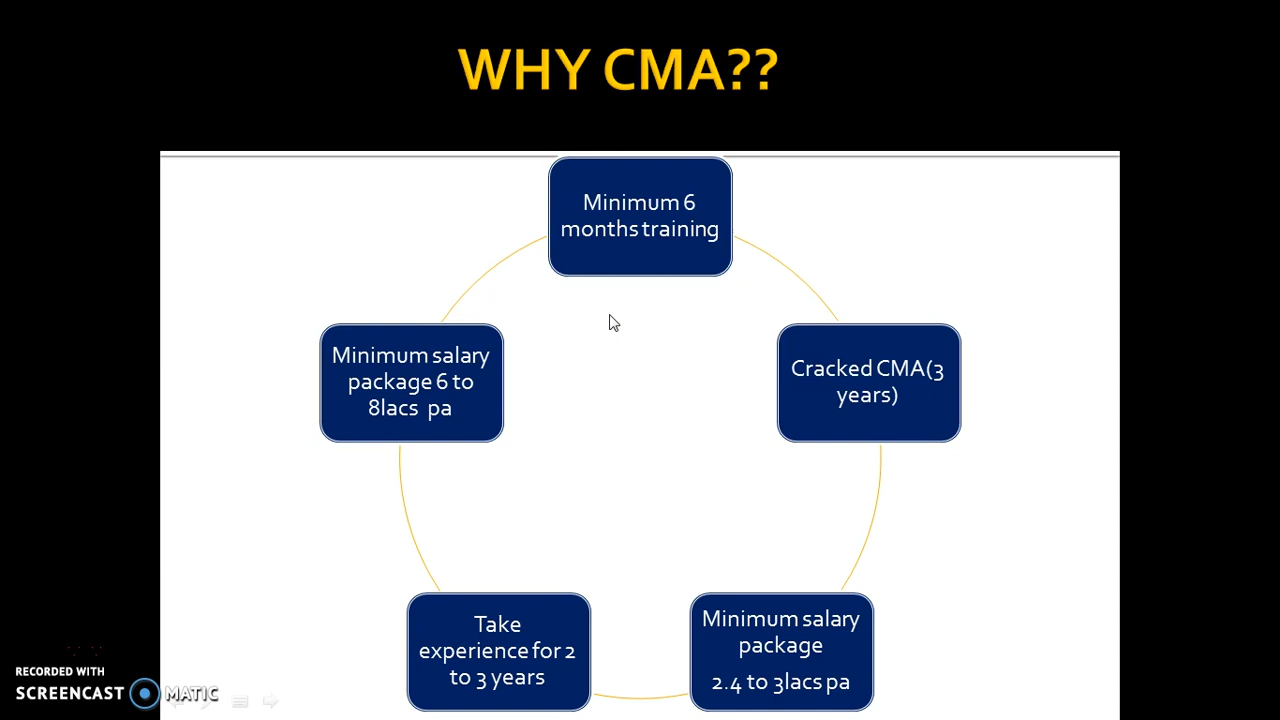 WHY CMA??
Minimum 6
months training
Cracked CMA(3
years)
Minimum salary
package
2.4 to 3lacs pa
Take
experience for 2
to 3 years
Minimum salary
package 6 to
8lacs pa
RECORDED WITH
SCREENCAST MATIC